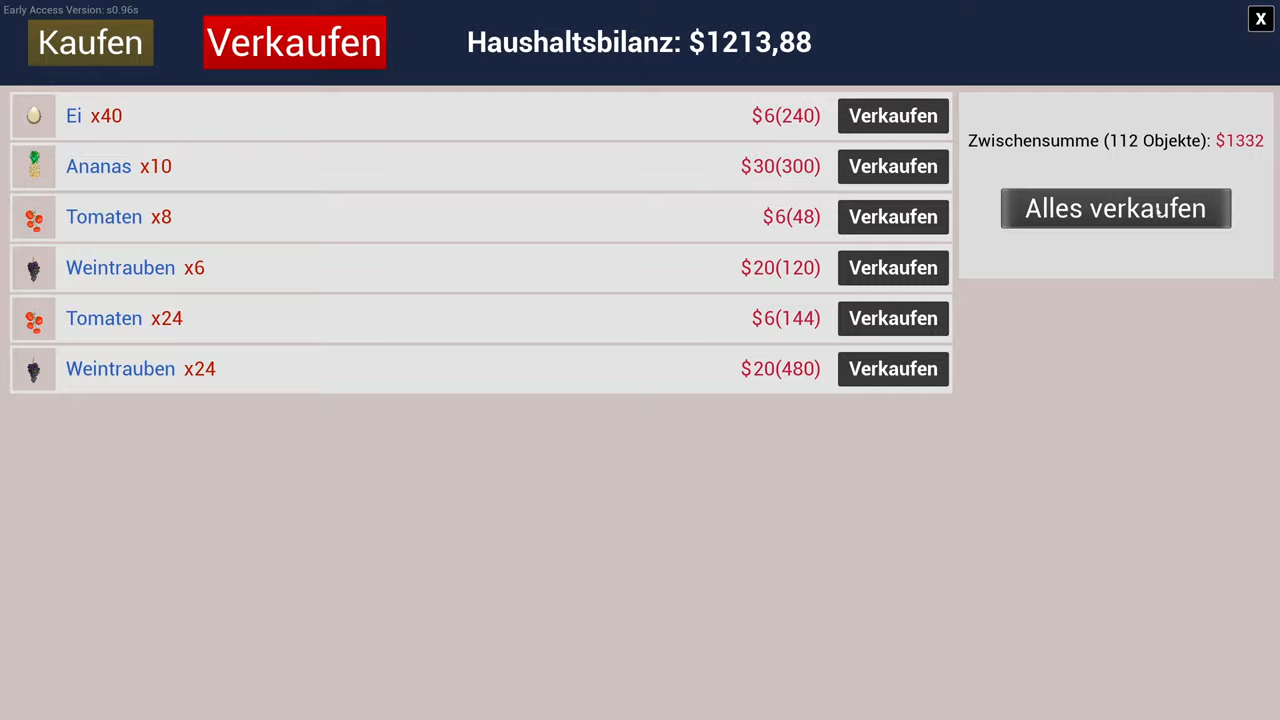 Early Access Version: s0.96s
Kaufen
Verkaufen
Haushaltsbilanz: $1213,88
X
Ei x40 $6(240) Verkaufen
Ananas x10 $30(300) Verkaufen
Tomaten x8 $6(48) Verkaufen
Weintrauben x6 $20(120) Verkaufen
Tomaten x24 $6(144) Verkaufen
Weintrauben x24 $20(480) Verkaufen
Zwischensumme (112 Objekte): $1332
Alles verkaufen